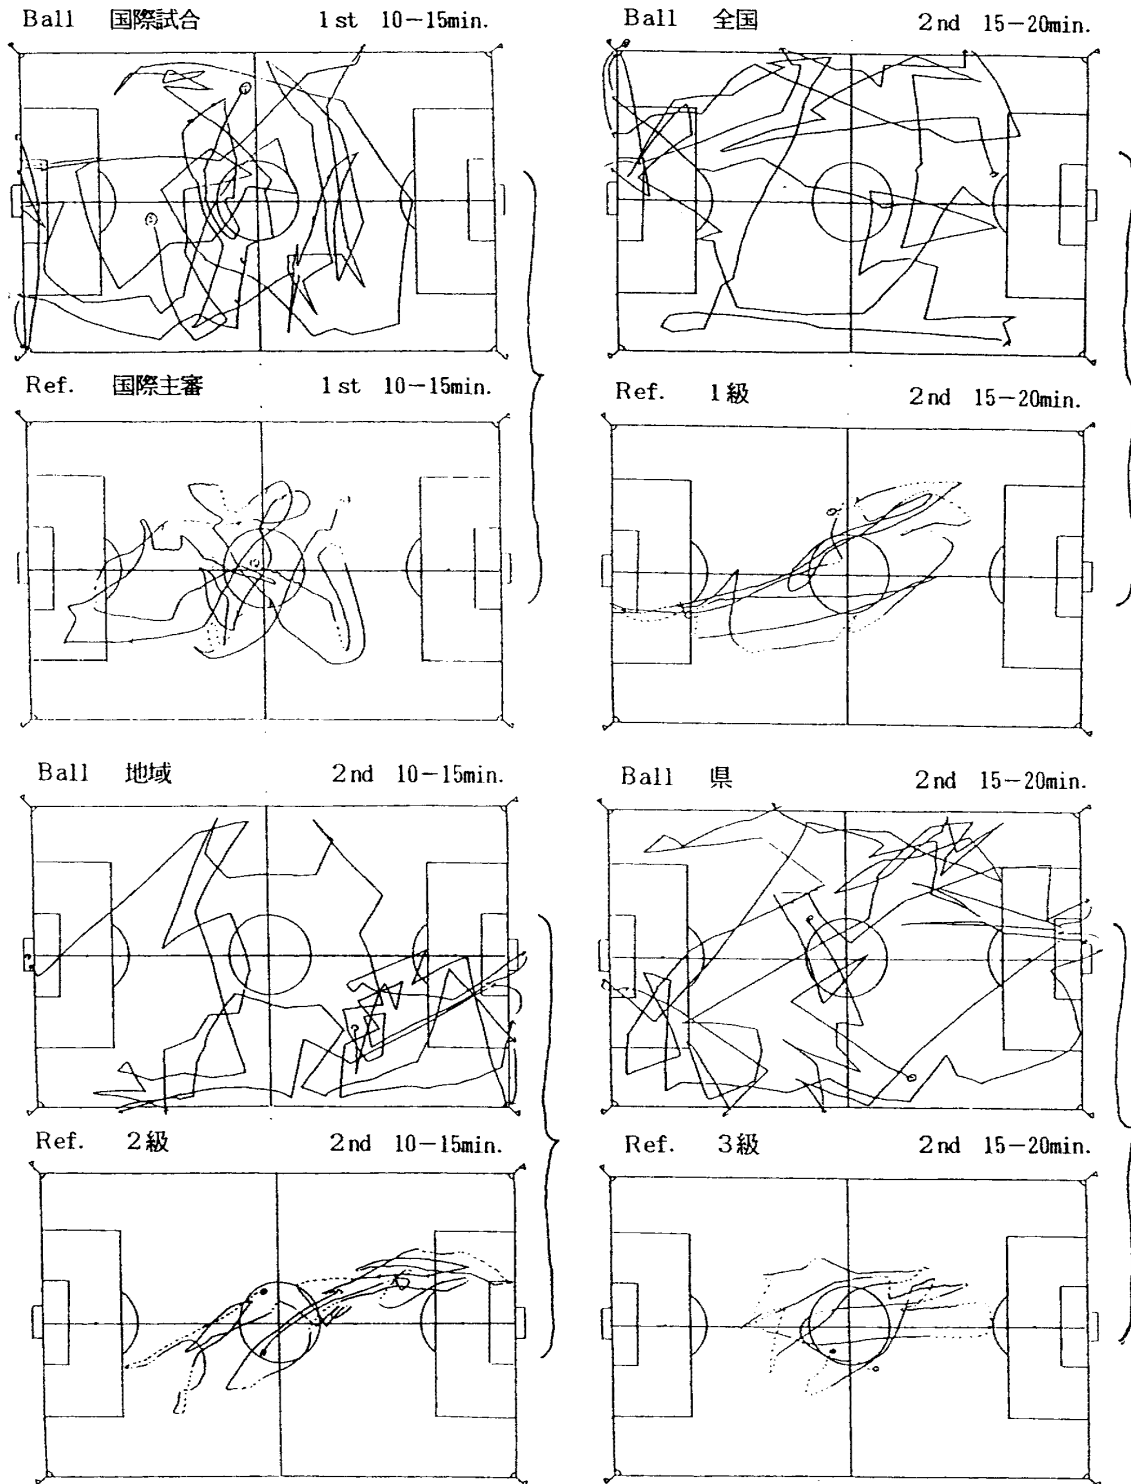 Ball 国際試合 1st 10-15min.
Ball 全国 2nd 15-20min.
Ref. 国際主審 1st 10-15min.
Ref. 1級 2nd 15-20min.
Ball 地域 2nd 10-15min.
Ball 県 2nd 15-20min.
Ref. 2級 2nd 10-15min.
Ref. 3級 2nd 15-20min.